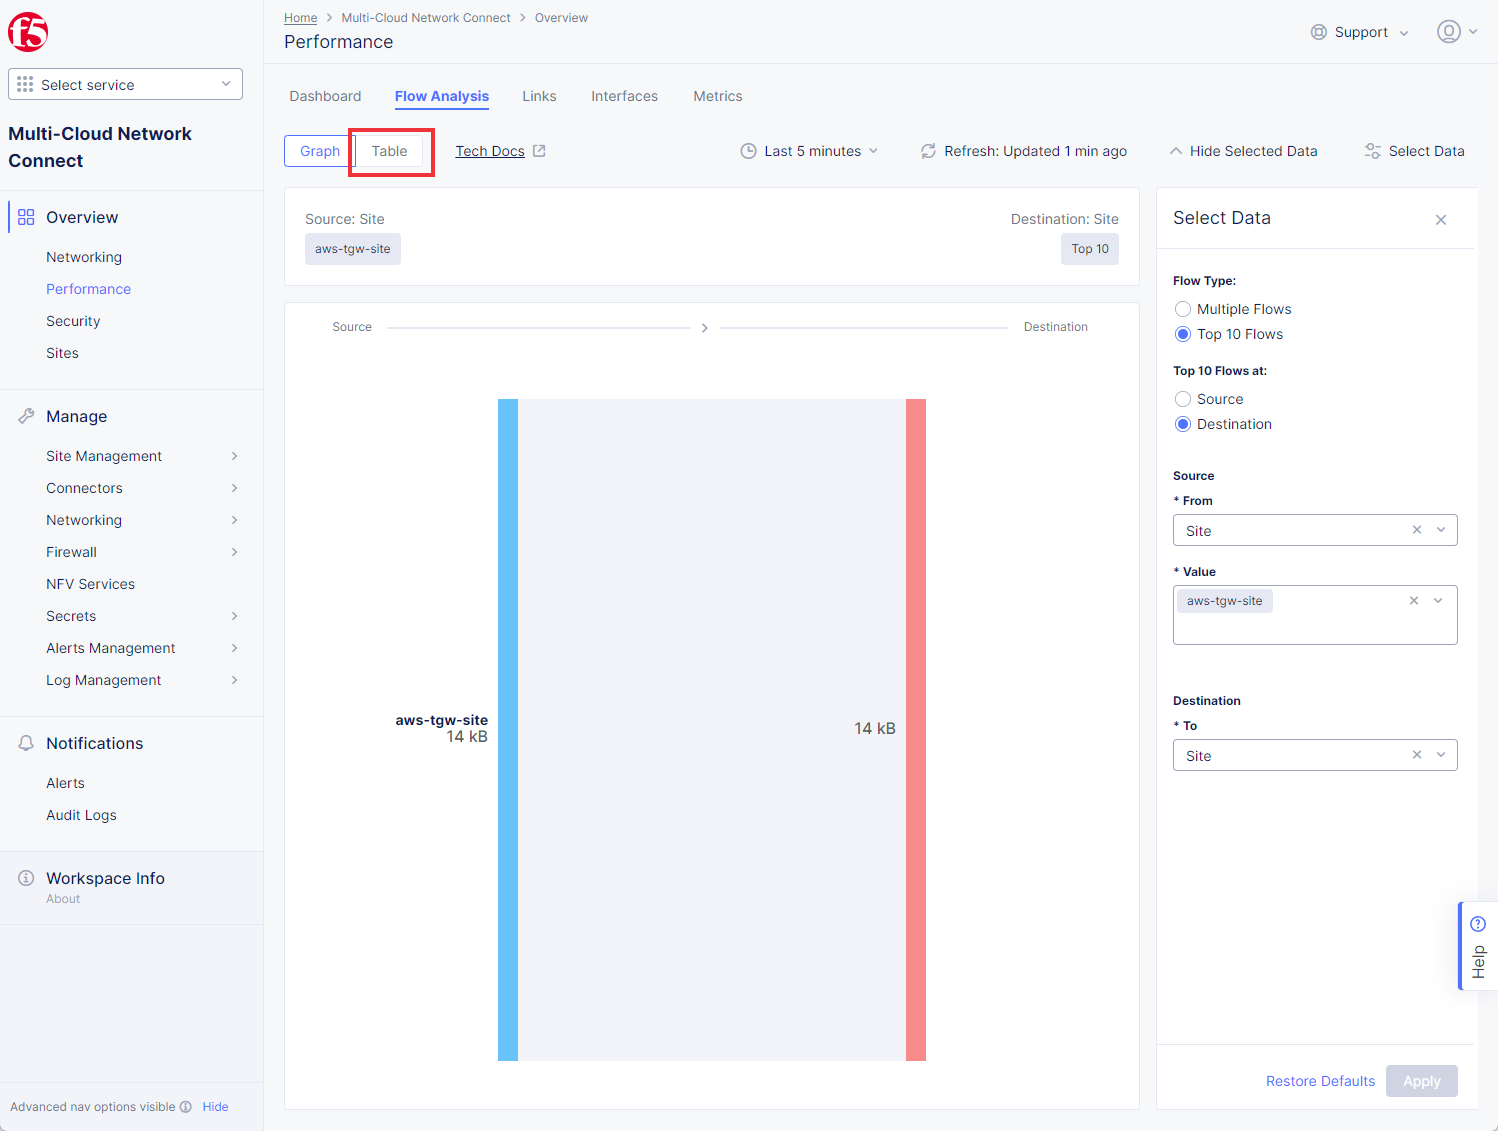 f5
Select service
Multi-Cloud Network
Connect
Overview
Networking
Performance
Security
Sites
Manage
Site Management
Connectors
Networking
Firewall
NFV Services
Secrets
Alerts Management
Log Management
Notifications
Alerts
Audit Logs
Workspace Info
About
Advanced nav options visible Hide
Home > Multi-Cloud Network Connect > Overview
Performance
Support
Dashboard Flow Analysis Links Interfaces Metrics
Graph Table Tech Docs Last 5 minutes Refresh: Updated 1 min ago Hide Selected Data Select Data
Source: Site Destination: Site
aws-tgw-site Top 10
Source Destination
aws-tgw-site
14 kB 14 kB
Select Data
Flow Type:
Multiple Flows
Top 10 Flows
Top 10 Flows at:
Source
Destination
Source
* From
Site
* Value
aws-tgw-site
Destination
* To
Site
Help
Restore Defaults Apply